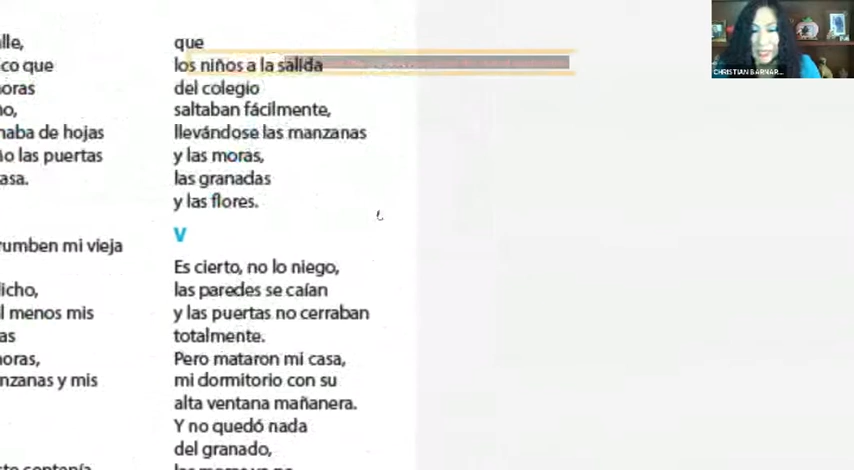 lle,
co que
oras
no,
naba de hojas
ño las puertas
asa.
rumben mi vieja
licho,
l menos mis
as
noras,
nzanas y mis
que
los niños a la salida
del colegio
saltaban fácilmente,
llevándose las manzanas
y las moras,
las granadas
y las flores.
V
Es cierto, no lo niego,
las paredes se caían
y las puertas no cerraban
totalmente.
Pero mataron mi casa,
mi dormitorio con su
alta ventana mañanera.
Y no quedó nada
del granado,
CHRISTIAN BARNAR...